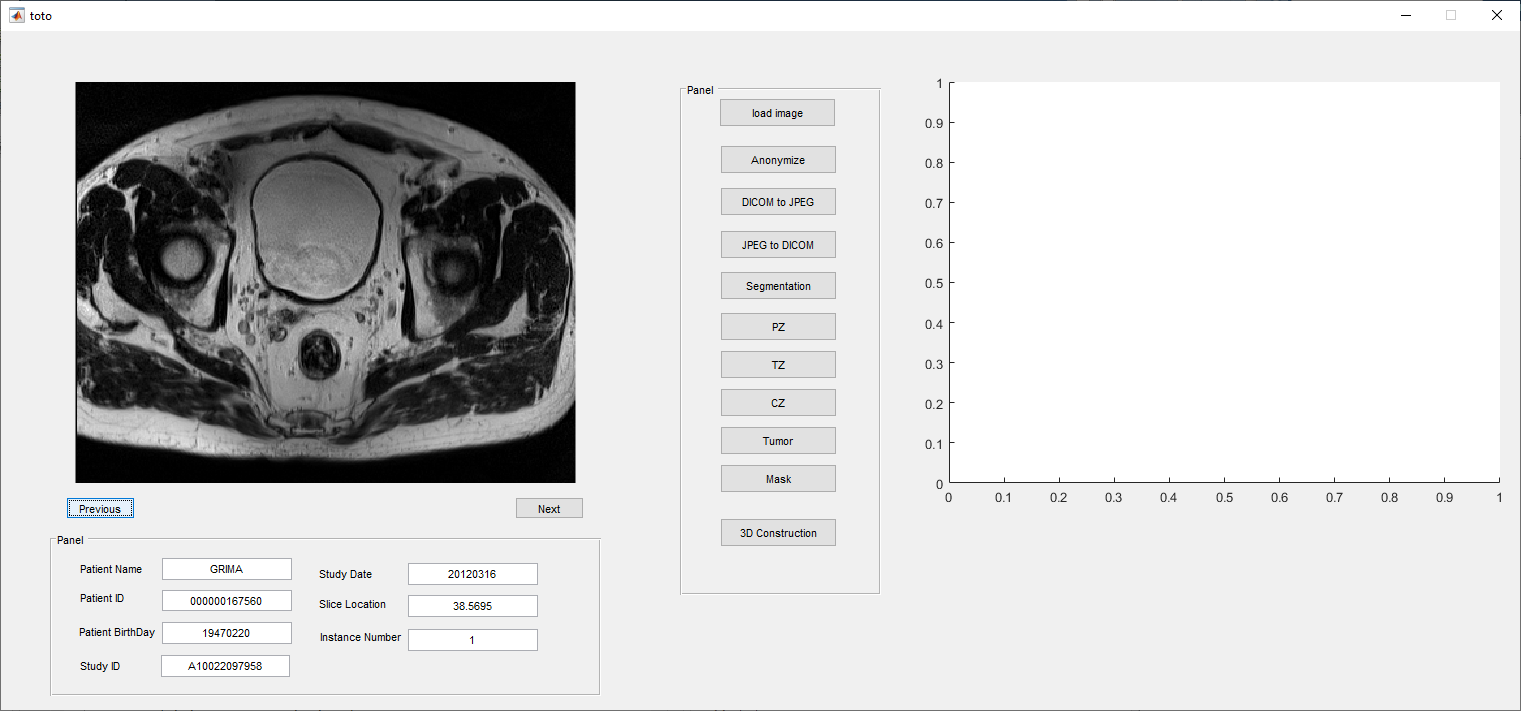 toto
Previous
Next
Panel
Patient Name
GRIMA
Patient ID
000000167560
Patient BirthDay
19470220
Study ID
A10022097958
Study Date
20120316
Slice Location
38.5695
Instance Number
1
Panel
load image
Anonymize
DICOM to JPEG
JPEG to DICOM
Segmentation
PZ
TZ
CZ
Tumor
Mask
3D Construction
1
0.9
0.8
0.7
0.6
0.5
0.4
0.3
0.2
0.1
0
0 0.1 0.2 0.3 0.4 0.5 0.6 0.7 0.8 0.9 1